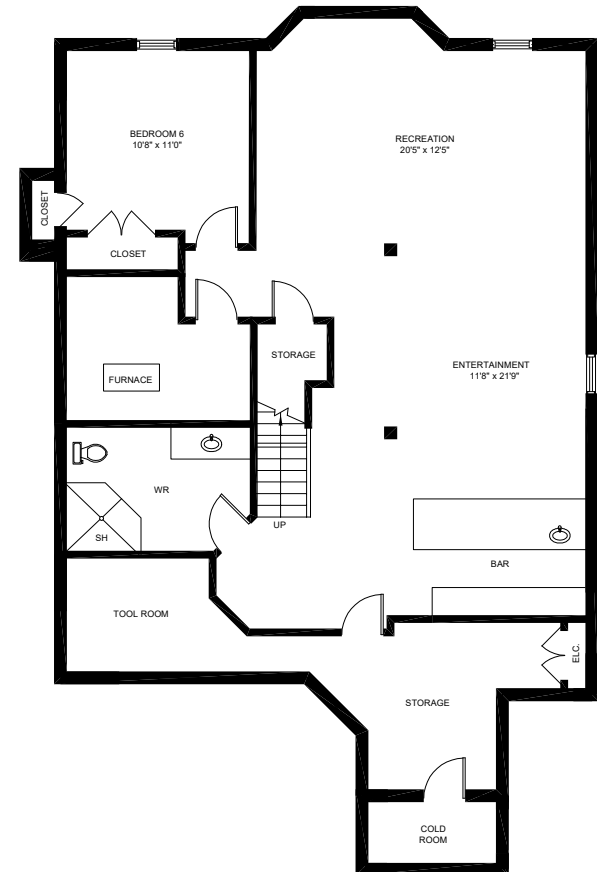 BEDROOM 6
10'8" x 11'0"
RECREATION
20'5" x 12'5"
CLOSET
CLOSET
STORAGE
ENTERTAINMENT
11'8" x 21'9"
FURNACE
WR
SH
UP
BAR
TOOL ROOM
ELC.
STORAGE
COLD
ROOM